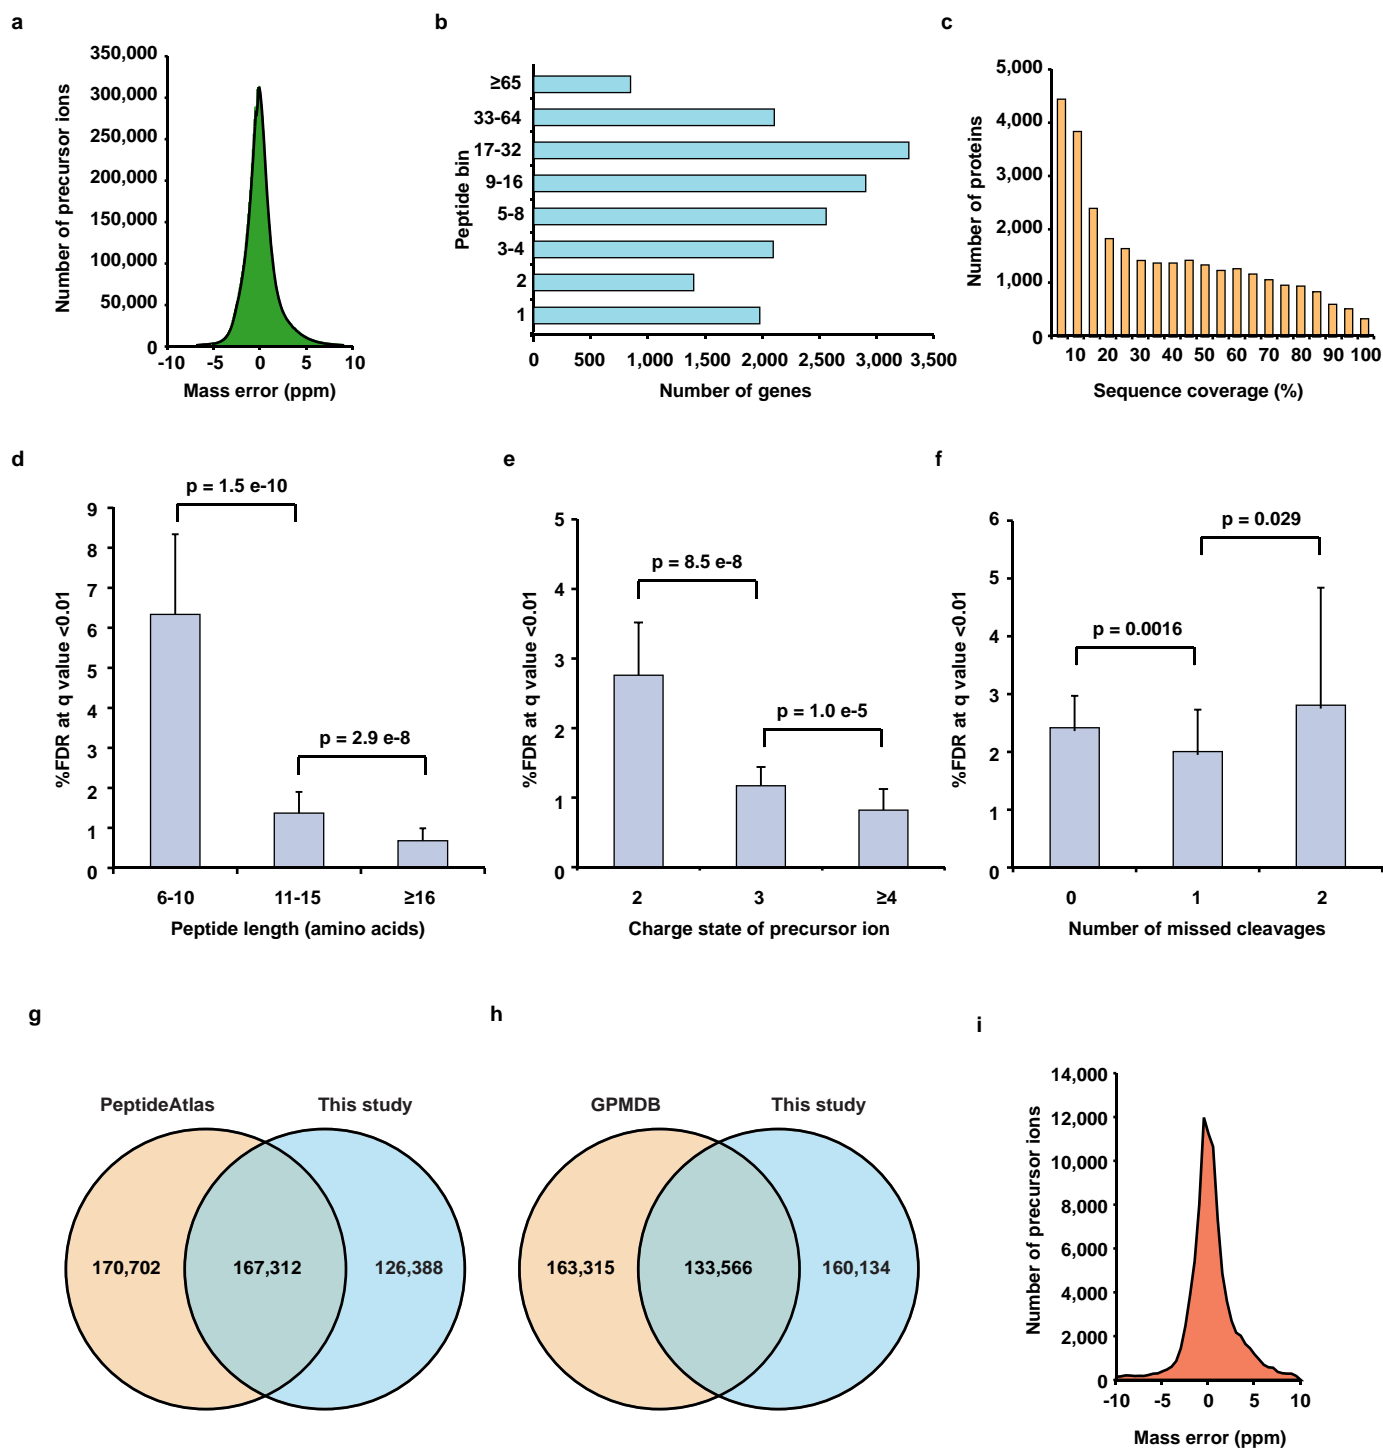 a
350,000
300,000
250,000
200,000
150,000
100,000
50,000
0
-10 -5 0 5 10
Number of precursor ions
Mass error (ppm)
b
≥65
33-64
17-32
9-16
5-8
3-4
2
1
Peptide bin
0 500 1,000 1,500 2,000 2,500 3,000 3,500
Number of genes
c
5,000
4,000
3,000
2,000
1,000
0
Number of proteins
10 20 30 40 50 60 70 80 90 100
Sequence coverage (%)
d
p = 1.5 e-10
9
8
7
6
5
4
3
2
1
0
%FDR at q value <0.01
p = 2.9 e-8
6-10 11-15 ≥16
Peptide length (amino acids)
e
5
4
3
2
1
0
%FDR at q value <0.01
p = 8.5 e-8
p = 1.0 e-5
2 3 ≥4
Charge state of precursor ion
f
6
5
4
3
2
1
0
%FDR at q value <0.01
p = 0.029
p = 0.0016
0 1 2
Number of missed cleavages
g
PeptideAtlas This study
170,702 167,312 126,388
h
GPMDB This study
163,315 133,566 160,134
i
14,000
12,000
10,000
8,000
6,000
4,000
2,000
0
Number of precursor ions
-10 -5 0 5 10
Mass error (ppm)